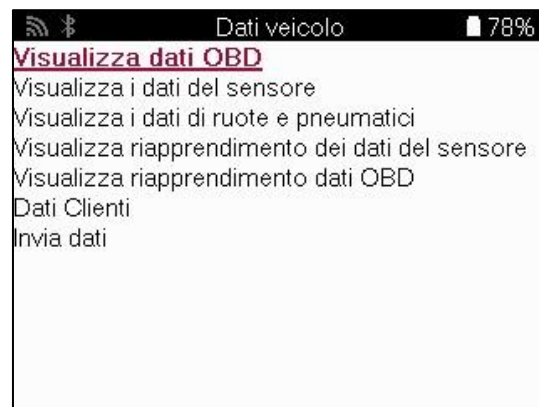 Dati veicolo 78%
Visualizza dati OBD
Visualizza i dati del sensore
Visualizza i dati di ruote e pneumatici
Visualizza riapprendimento dei dati del sensore
Visualizza riapprendimento dati OBD
Dati Clienti
Invia dati